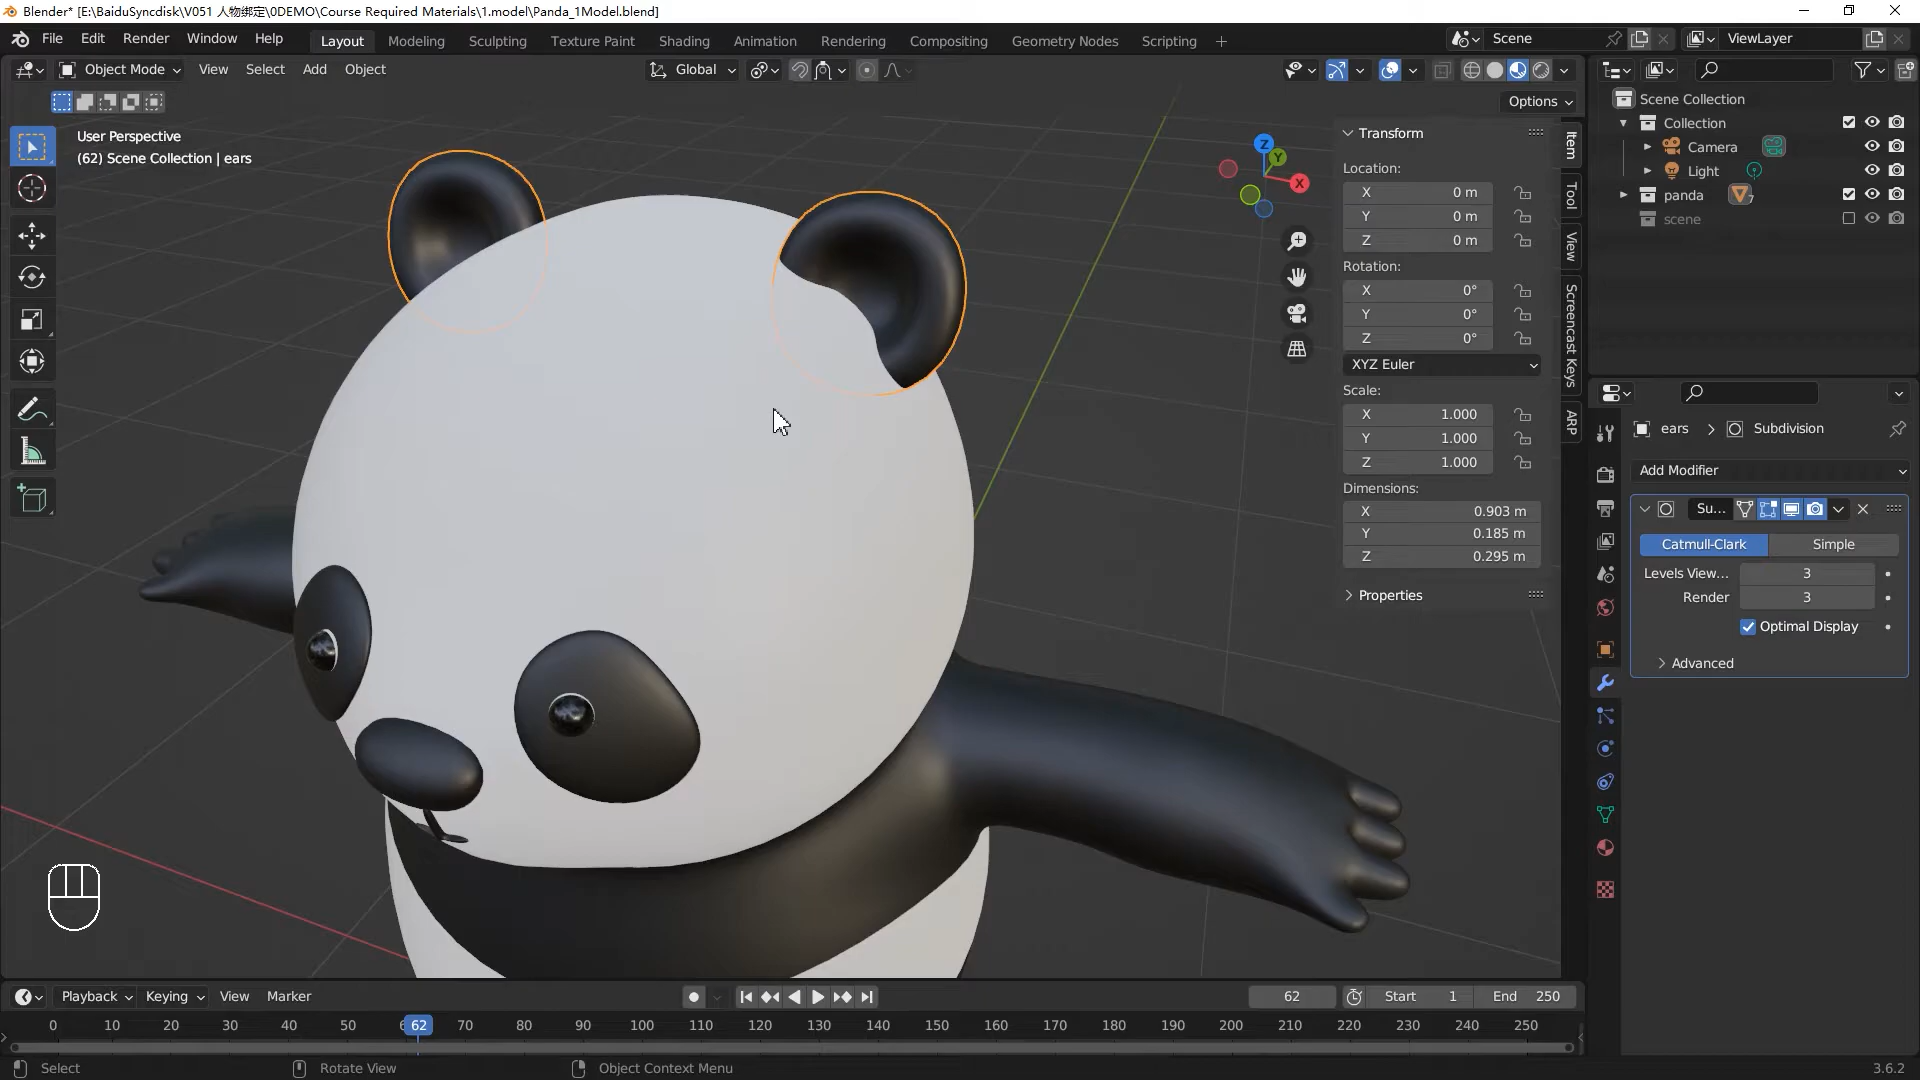 Blender* [E:\BaiduSyncdisk\V051 人物绑定\0DEMO\Course Required Materials\1.model\Panda_1Model.blend]
File Edit Render Window Help
Layout Modeling Sculpting Texture Paint Shading Animation Rendering Compositing Geometry Nodes Scripting +
Scene
ViewLayer
Object Mode View Select Add Object
Global
Options
User Perspective
(62) Scene Collection | ears
Z
Y
X
Transform
Location:
X 0 m
Y 0 m
Z 0 m
Rotation:
X 0°
Y 0°
Z 0°
XYZ Euler
Scale:
X 1.000
Y 1.000
Z 1.000
Dimensions:
X 0.903 m
Y 0.185 m
Z 0.295 m
Properties
Item
Tool
View
Screencast Keys
ARP
Scene Collection
Collection
Camera
Light
panda 7
scene
ears > Subdivision
Add Modifier
Su...
Catmull-Clark Simple
Levels View... 3
Render 3
Optimal Display
Advanced
Playback Keying View Marker
62 Start 1 End 250
0 10 20 30 40 50 62 70 80 90 100 110 120 130 140 150 160 170 180 190 200 210 220 230 240 250
Select Rotate View Object Context Menu
3.6.2